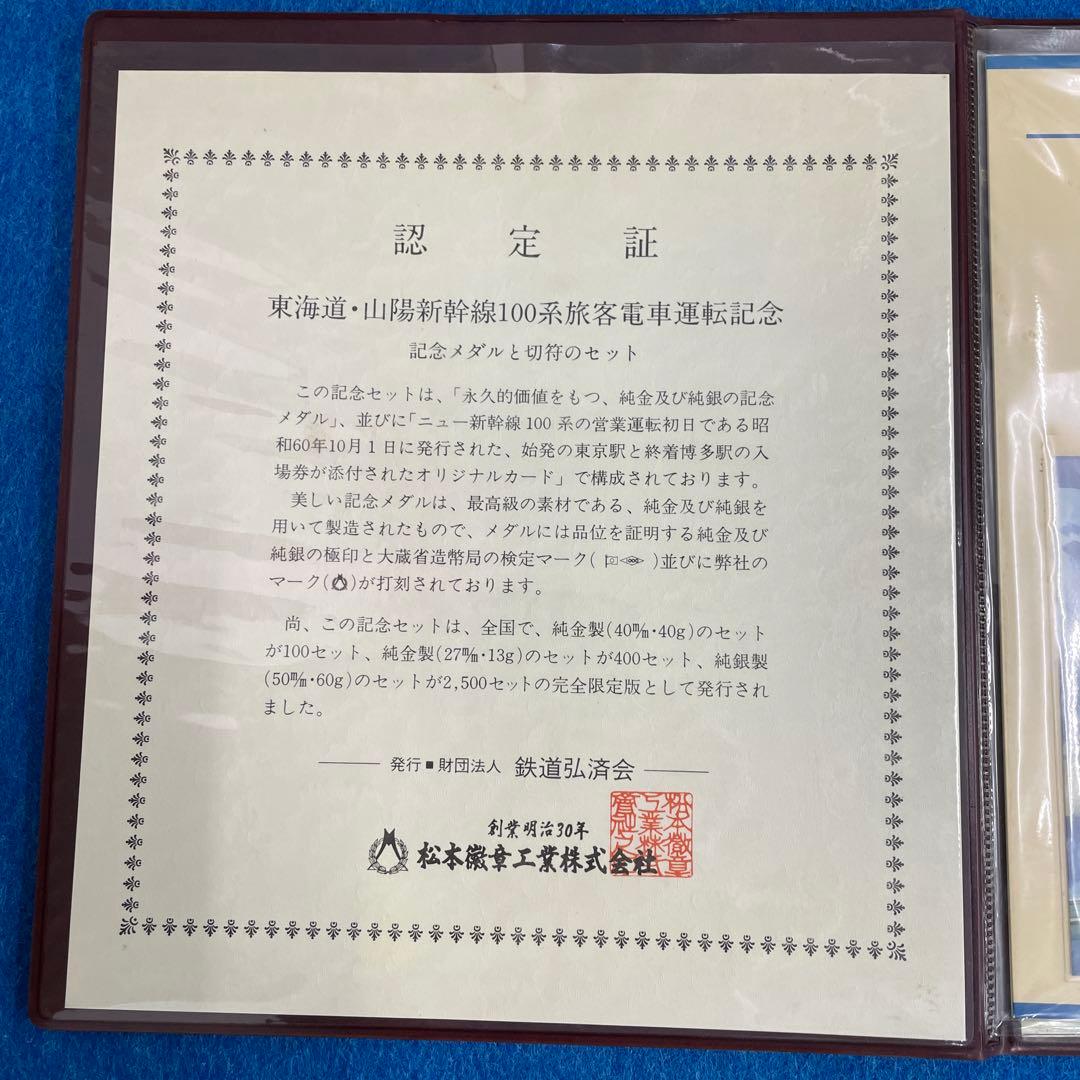 認定証
東海道・山陽新幹線100系旅客電車運転記念
記念メダルと切符のセット
この記念セットは、「永久的価値をもつ、純金及び純銀の記念
メダル」、並びに「ニュー新幹線100系の営業運転初日である昭
和60年10月1日に発行された、始発の東京駅と終着博多駅の入
場券が添付されたオリジナルカード」で構成されております。
美しい記念メダルは、最高級の素材である、純金及び純銀を
用いて製造されたもので、メダルには品位を証明する純金及び
純銀の極印と大蔵省造幣局の検定マーク( )並びに弊社の
マーク( )が打刻されております。
尚、この記念セットは、全国で、純金製(40㎜・40g)のセット
が100セット、純金製(27㎜・13g)のセットが400セット、純銀製
(50㎜・60g)のセットが2,500セットの完全限定版として発行され
ました。
発行■財団法人 鉄道弘済会
創業明治30年
松本徽章工業株式会社